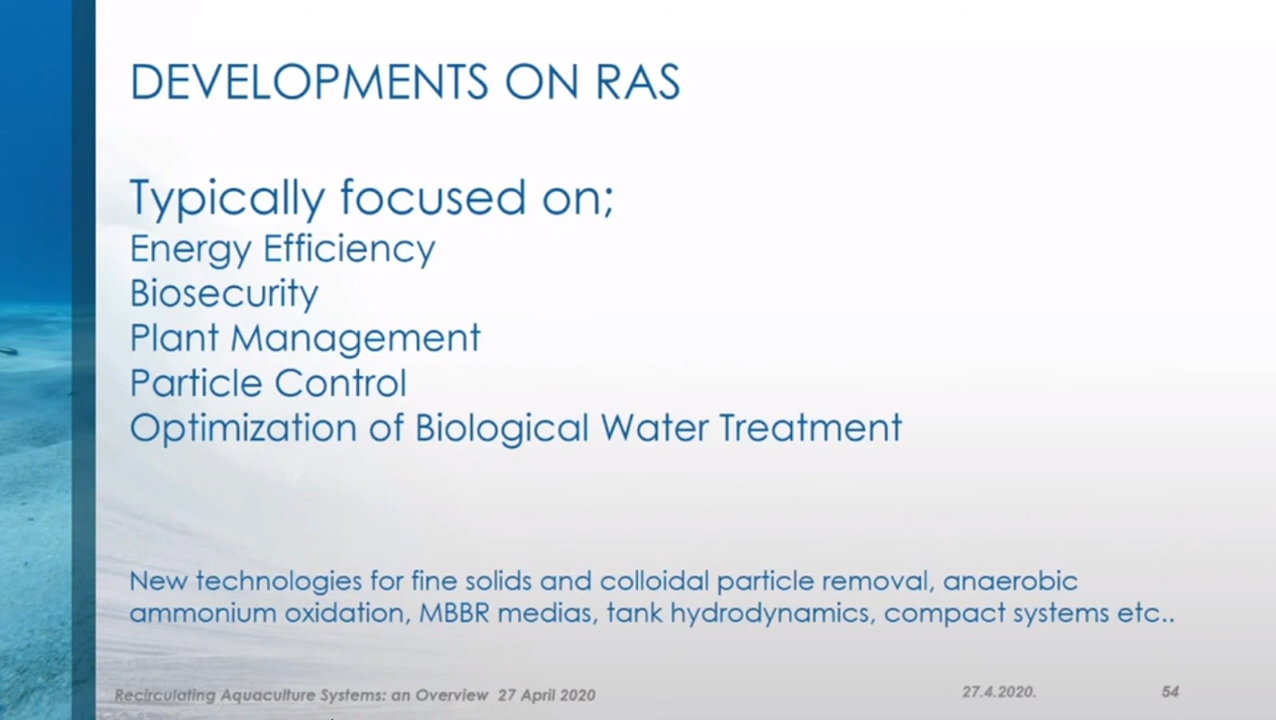 DEVELOPMENTS ON RAS
Typically focused on;
Energy Efficiency
Biosecurity
Plant Management
Particle Control
Optimization of Biological Water Treatment
New technologies for fine solids and colloidal particle removal, anaerobic
ammonium oxidation, MBBR medias, tank hydrodynamics, compact systems etc..
Recirculating Aquaculture Systems: an Overview 27 April 2020
27.4.2020.
54